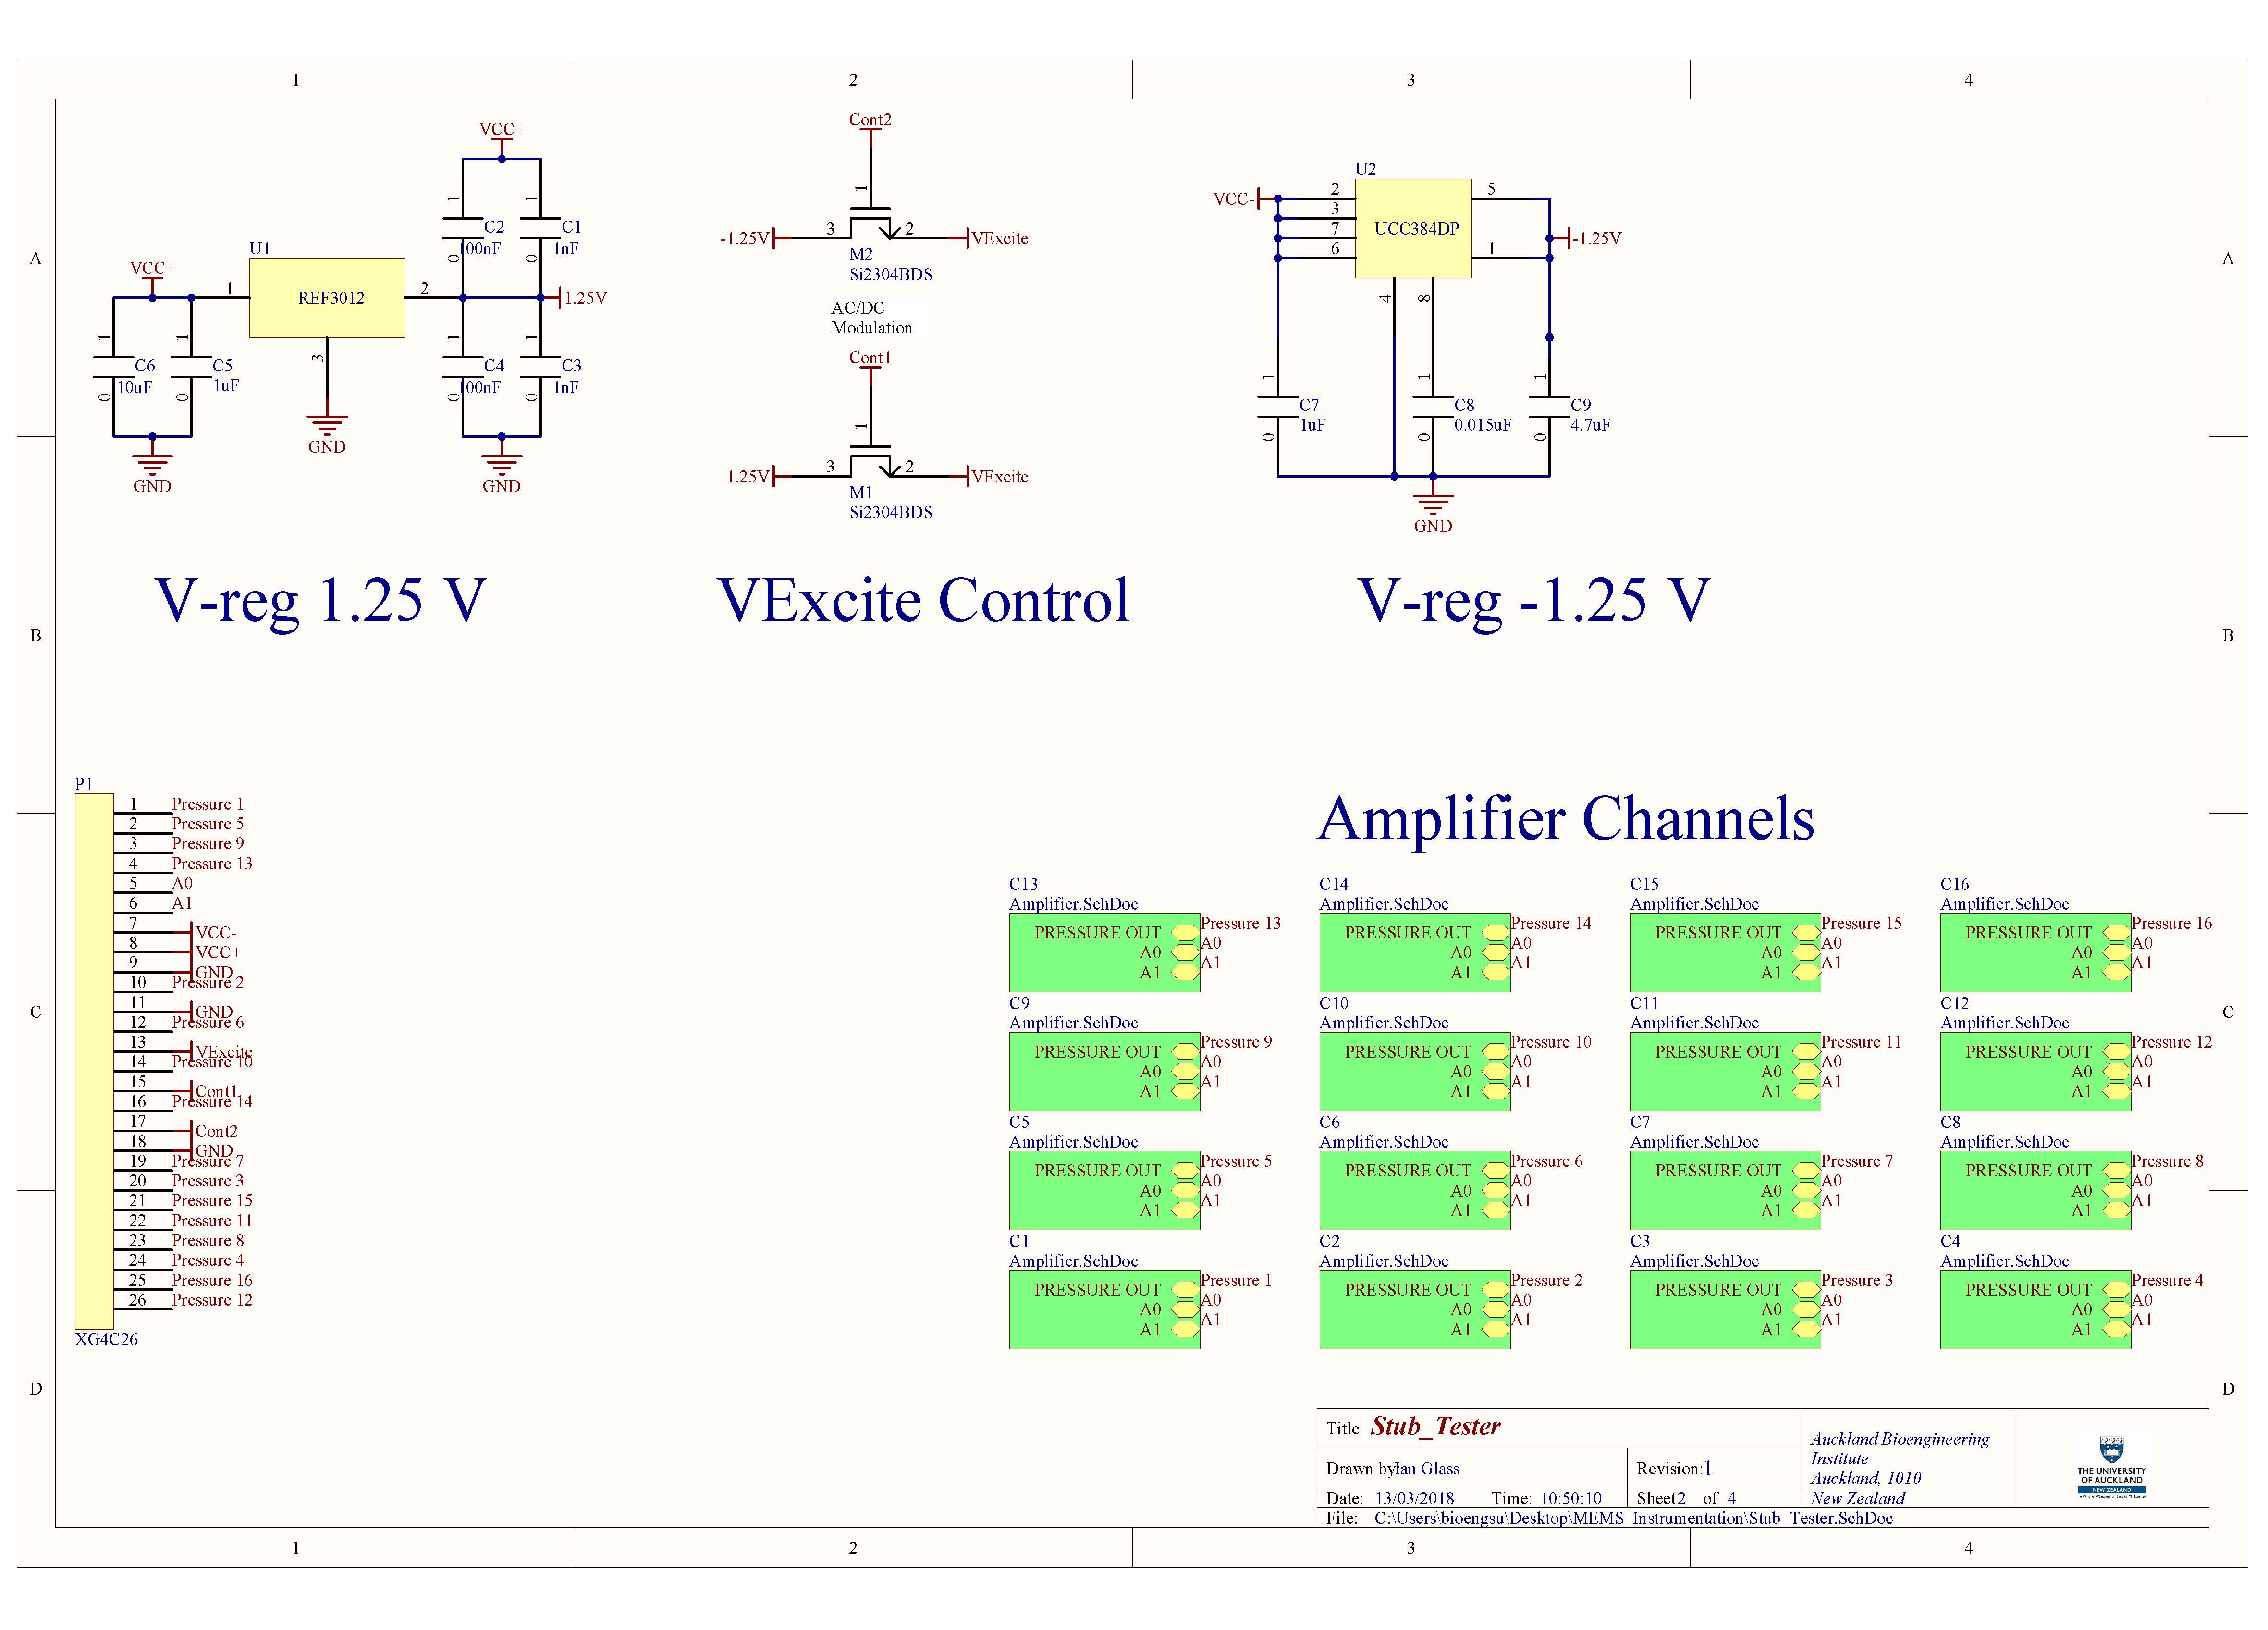 1 2 3 4
A
A
B
B
C
C
D
D
VCC+
1
C2
100nF
0
1
C1
1nF
0
VCC+
U1
1
REF3012
2
1.25V
3
GND
1
C6
10uF
0
1
C5
1uF
0
GND
1
C4
100nF
0
1
C3
1nF
0
GND
V-reg 1.25 V
Cont2
1
-1.25V
3
2
VExcite
M2
Si2304BDS
AC/DC
Modulation
Cont1
1
1.25V
3
2
VExcite
M1
Si2304BDS
VExcite Control
U2
VCC-
2
3
7
6
UCC384DP
5
1
-1.25V
4
8
1
C7
1uF
0
1
C8
0.015uF
0
1
C9
4.7uF
0
GND
V-reg -1.25 V
P1
1 Pressure 1
2 Pressure 5
3 Pressure 9
4 Pressure 13
5 A0
6 A1
7 VCC-
8 VCC+
9 GND
10 Pressure 2
11 GND
12 Pressure 6
13 VExcite
14 Pressure 10
15 Cont1
16 Pressure 14
17 Cont2
18 GND
19 Pressure 7
20 Pressure 3
21 Pressure 15
22 Pressure 11
23 Pressure 8
24 Pressure 4
25 Pressure 16
26 Pressure 12
XG4C26
Amplifier Channels
C13
Amplifier.SchDoc
PRESSURE OUT Pressure 13
A0 A0
A1 A1
C14
Amplifier.SchDoc
PRESSURE OUT Pressure 14
A0 A0
A1 A1
C15
Amplifier.SchDoc
PRESSURE OUT Pressure 15
A0 A0
A1 A1
C16
Amplifier.SchDoc
PRESSURE OUT Pressure 16
A0 A0
A1 A1
C9
Amplifier.SchDoc
PRESSURE OUT Pressure 9
A0 A0
A1 A1
C10
Amplifier.SchDoc
PRESSURE OUT Pressure 10
A0 A0
A1 A1
C11
Amplifier.SchDoc
PRESSURE OUT Pressure 11
A0 A0
A1 A1
C12
Amplifier.SchDoc
PRESSURE OUT Pressure 12
A0 A0
A1 A1
C5
Amplifier.SchDoc
PRESSURE OUT Pressure 5
A0 A0
A1 A1
C6
Amplifier.SchDoc
PRESSURE OUT Pressure 6
A0 A0
A1 A1
C7
Amplifier.SchDoc
PRESSURE OUT Pressure 7
A0 A0
A1 A1
C8
Amplifier.SchDoc
PRESSURE OUT Pressure 8
A0 A0
A1 A1
C1
Amplifier.SchDoc
PRESSURE OUT Pressure 1
A0 A0
A1 A1
C2
Amplifier.SchDoc
PRESSURE OUT Pressure 2
A0 A0
A1 A1
C3
Amplifier.SchDoc
PRESSURE OUT Pressure 3
A0 A0
A1 A1
C4
Amplifier.SchDoc
PRESSURE OUT Pressure 4
A0 A0
A1 A1
Title Stub_Tester
Drawn by: Ian Glass
Revision: 1
Date: 13/03/2018 Time: 10:50:10
Sheet 2 of 4
File: C:\Users\bioengsu\Desktop\MEMS Instrumentation\Stub Tester.SchDoc
Auckland Bioengineering
Institute
Auckland, 1010
New Zealand
THE UNIVERSITY
OF AUCKLAND
NEW ZEALAND
1 2 3 4